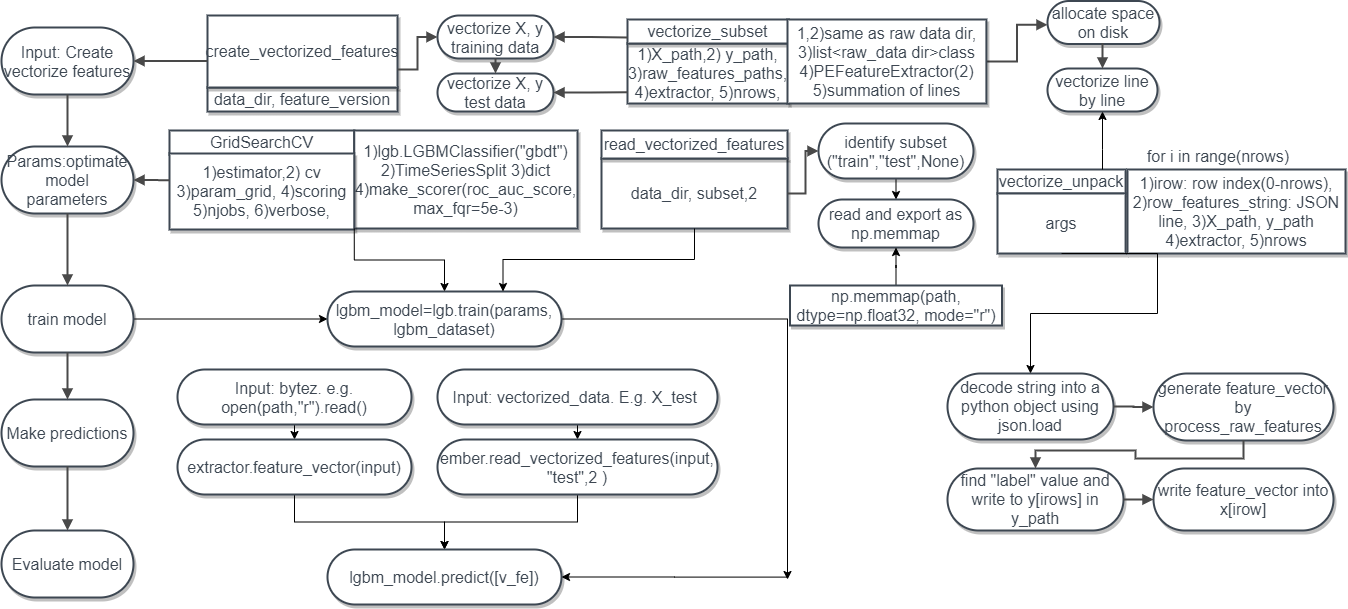 Input: Create
vectorize features
create_vectorized_features
data_dir, feature_version
vectorize X, y
training data
vectorize X, y
test data
vectorize_subset
1)X_path,2) y_path,
3)raw_features_paths,
4)extractor, 5)nrows,
1,2)same as raw data dir,
3)list<raw_data dir>class
4)PEFeatureExtractor(2)
5)summation of lines
allocate space
on disk
vectorize line
by line
Params:optimate
model
parameters
GridSearchCV
1)estimator,2) cv
3)param_grid, 4)scoring
5)njobs, 6)verbose,
1)lgb.LGBMClassifier("gbdt")
2)TimeSeriesSplit 3)dict
4)make_scorer(roc_auc_score,
max_fqr=5e-3)
read_vectorized_features
data_dir, subset,2
identify subset
("train","test",None)
read and export as
np.memmap
np.memmap(path,
dtype=np.float32, mode="r")
for i in range(nrows)
vectorize_unpack
args
1)irow: row index(0-nrows),
2)row_features_string: JSON
line, 3)X_path, y_path
4)extractor, 5)nrows
train model
lgbm_model=lgb.train(params,
lgbm_dataset)
Make predictions
Input: bytez. e.g.
open(path,"r").read()
Input: vectorized_data. E.g. X_test
extractor.feature_vector(input)
ember.read_vectorized_features(input,
"test",2 )
decode string into a
python object using
json.load
generate feature_vector
by
process_raw_features
find "label" value and
write to y[irows] in
y_path
write feature_vector into
x[irow]
Evaluate model
lgbm_model.predict([v_fe])